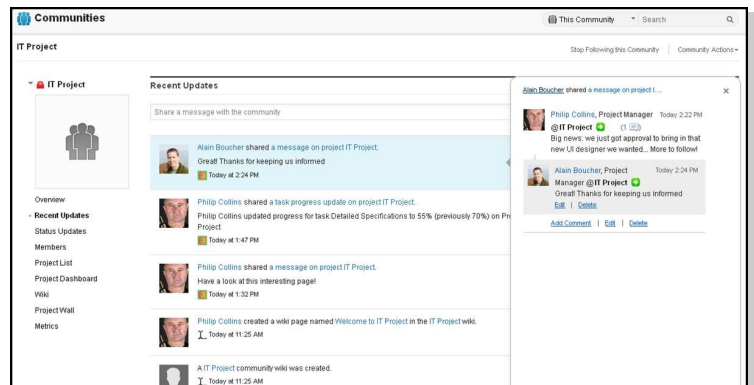 Communities
This Community
Search
IT Project
Stop Following this Community
Community Actions
IT Project
Overview
Recent Updates
Status Updates
Members
Project List
Project Dashboard
Wiki
Project Wall
Metrics
Recent Updates
Share a message with the community
Alain Boucher shared a message on project IT Project.
Great! Thanks for keeping us informed
Today at 2:24 PM
Philip Collins shared a task progress update on project IT Project.
Philip Collins updated progress for task Detailed Specifications to 55% (previously 70%) on Pr
Project
Today at 1:47 PM
Philip Collins shared a message on project IT Project.
Have a look at this interesting page!
Today at 1:32 PM
Philip Collins created a wiki page named Welcome to IT Project in the IT Project wiki.
Today at 11:25 AM
A IT Project community wiki was created.
Today at 11:25 AM
Alain Boucher shared a message on project I....
Philip Collins, Project Manager Today 2:22 PM
@IT Project (1 )
Big news: we just got approval to bring in that
new UI designer we wanted... More to follow!
Alain Boucher, Project Today 2:24 PM
Manager @IT Project
Great! Thanks for keeping us informed
Edit | Delete
Add Comment | Edit | Delete